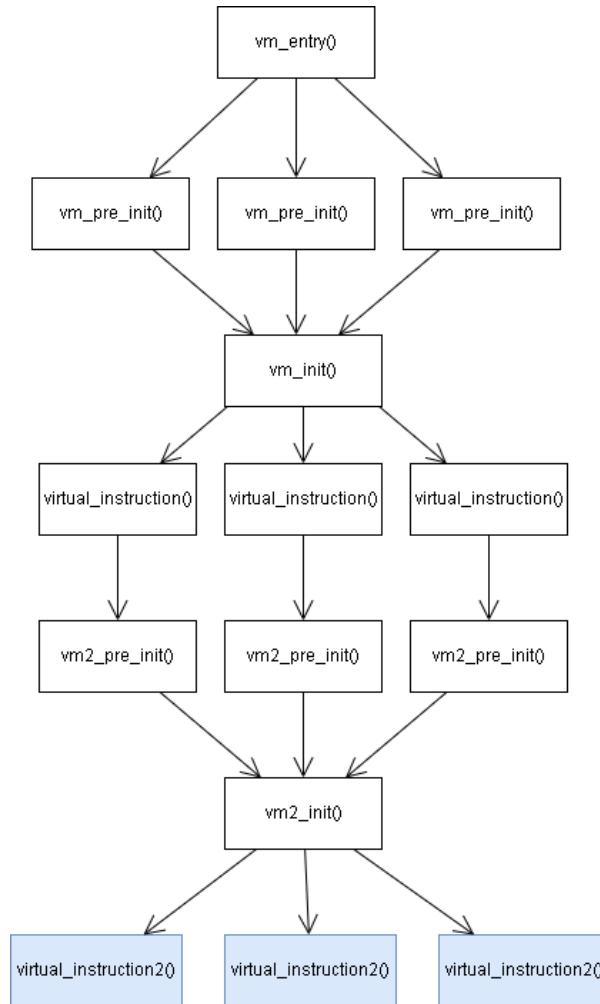 vm_entry()
vm_pre_init()
vm_pre_init()
vm_pre_init()
vm_init()
virtual_instruction()
virtual_instruction()
virtual_instruction()
vm2_pre_init()
vm2_pre_init()
vm2_pre_init()
vm2_init()
virtual_instruction2()
virtual_instruction2()
virtual_instruction2()